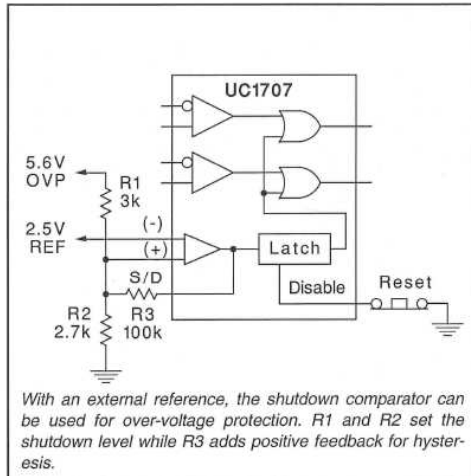 UC1707
5.6V
OVP
R1
3k
2.5V
REF
(-)
(+)
S/D
Latch
Disable
Reset
R2
2.7k
R3
100k
With an external reference, the shutdown comparator can
be used for over-voltage protection. R1 and R2 set the
shutdown level while R3 adds positive feedback for hyster-
esis.